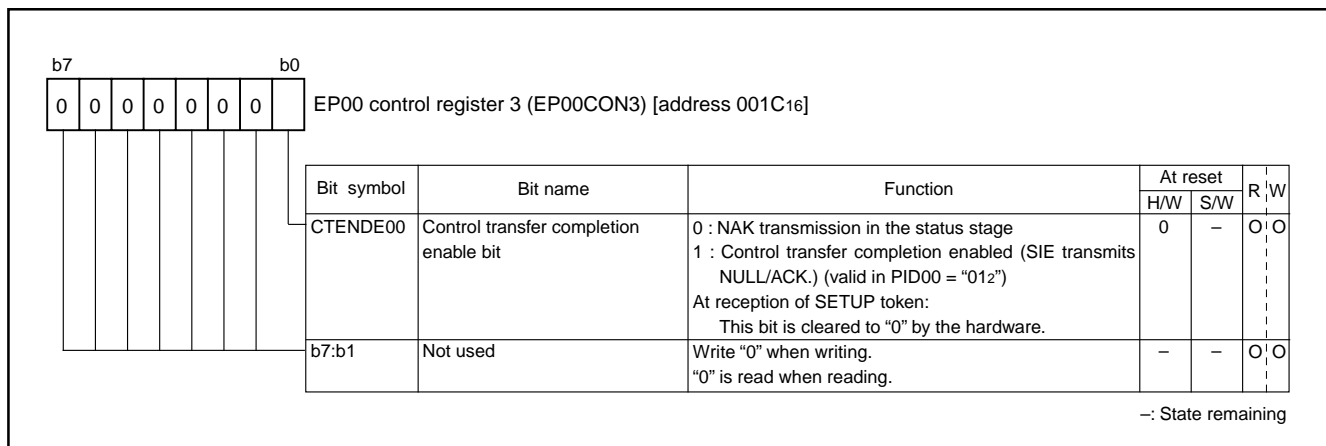 b7 b0
0 0 0 0 0 0 0
EP00 control register 3 (EP00CON3) [address 001C16]
Bit symbol Bit name Function At reset R W
H/W S/W
CTENDE00 Control transfer completion 0 : NAK transmission in the status stage 0 – O O
enable bit 1 : Control transfer completion enabled (SIE transmits
NULL/ACK.) (valid in PID00 = “012”)
At reception of SETUP token:
This bit is cleared to “0” by the hardware.
b7:b1 Not used Write “0” when writing. – – O O
“0” is read when reading.
–: State remaining